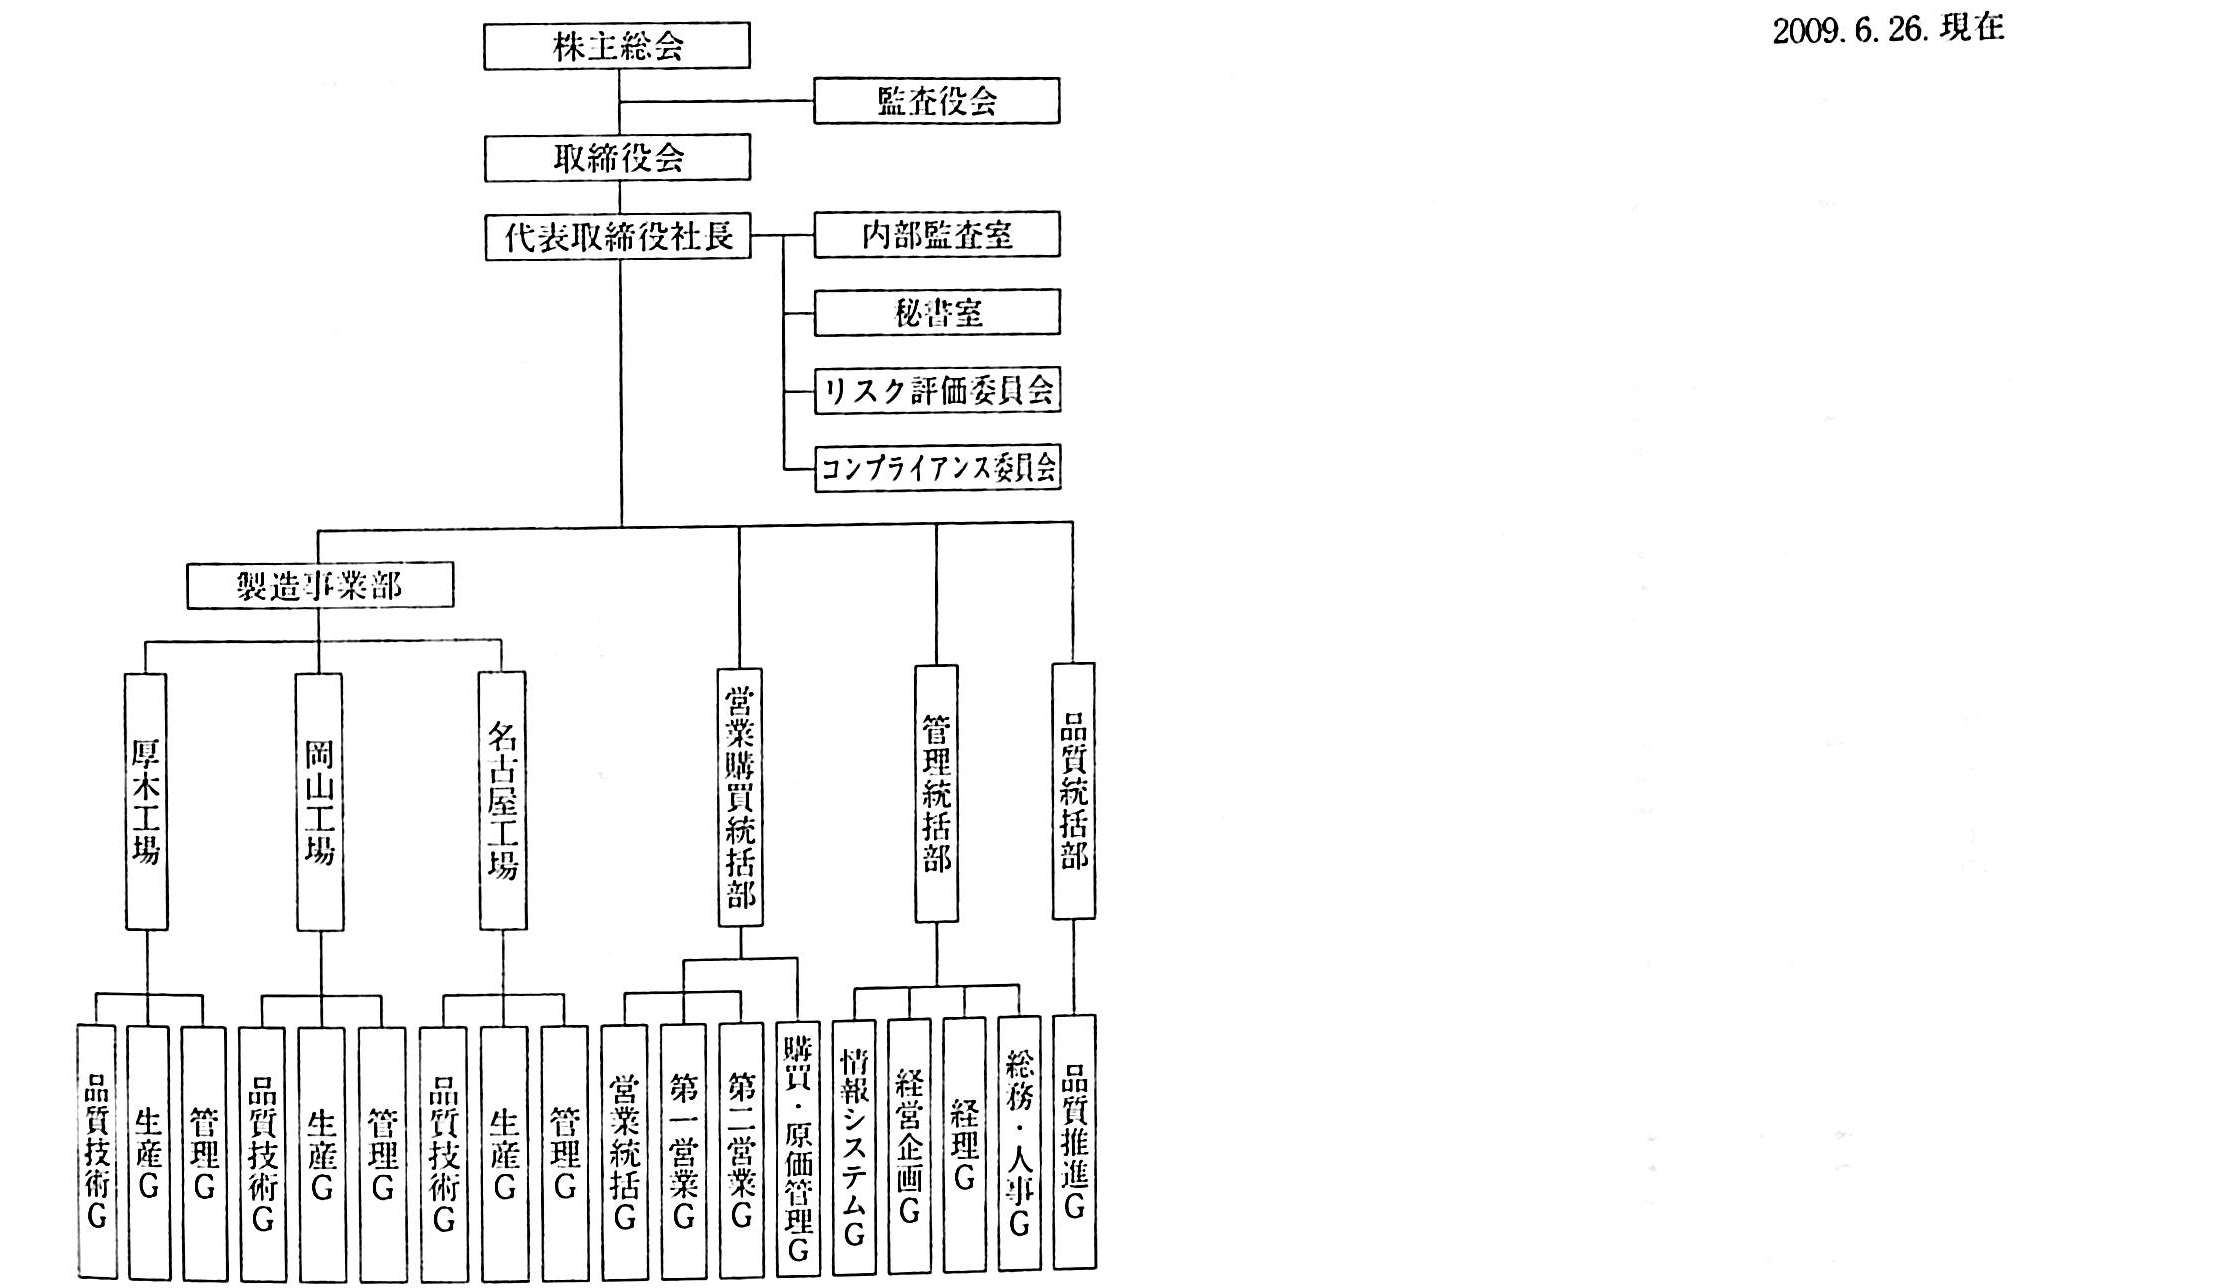 2009. 6. 26. 現在
株主総会
監査役会
取締役会
代表取締役社長
内部監査室
秘書室
リスク評価委員会
コンプライアンス委員会
製造事業部
厚木工場
岡山工場
名古屋工場
営業購買統括部
管理統括部
品質統括部
品質技術G
生産G
管理G
品質技術G
生産G
管理G
品質技術G
生産G
管理G
営業統括G
第一営業G
第二営業G
購買・原価管理G
情報システムG
経営企画G
経理G
総務・人事G
品質推進G